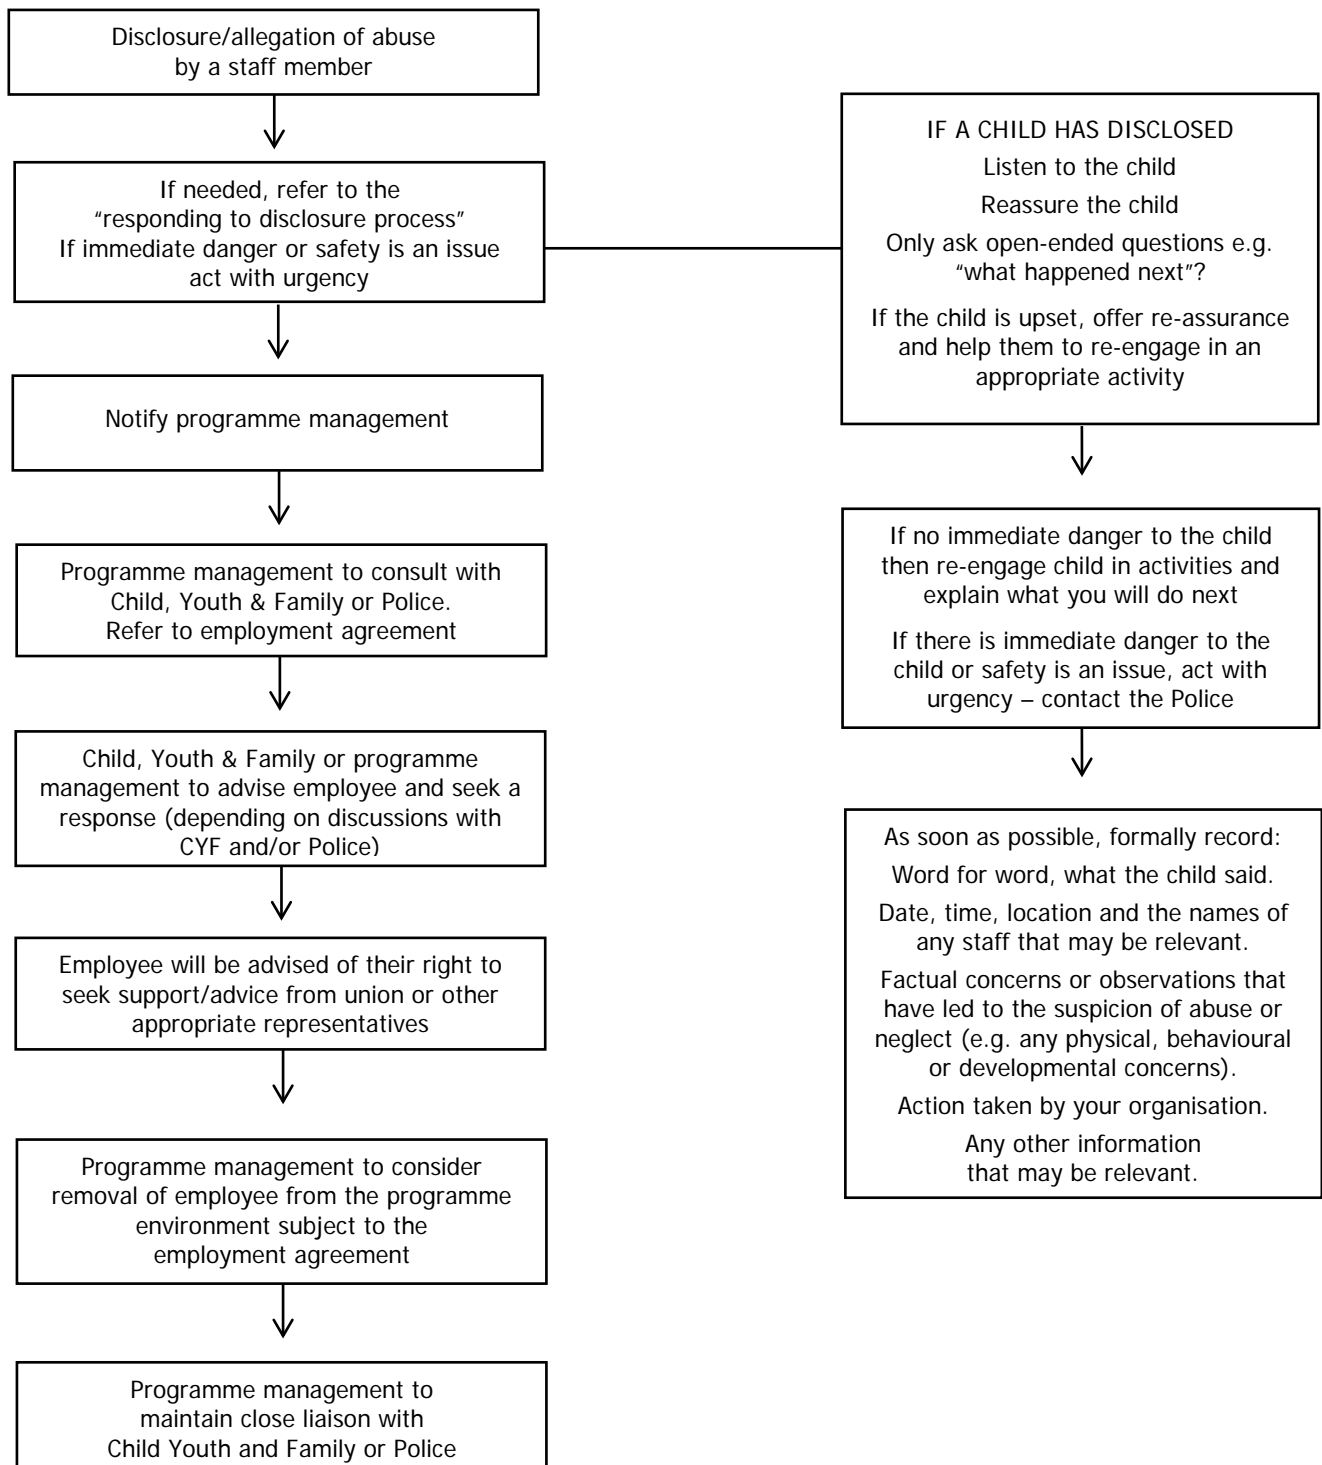 Disclosure/allegation of abuse
by a staff member
If needed, refer to the
“responding to disclosure process”
If immediate danger or safety is an issue
act with urgency
Notify programme management
Programme management to consult with
Child, Youth & Family or Police.
Refer to employment agreement
Child, Youth & Family or programme
management to advise employee and seek a
response (depending on discussions with
CYF and/or Police)
Employee will be advised of their right to
seek support/advice from union or other
appropriate representatives
Programme management to consider
removal of employee from the programme
environment subject to the
employment agreement
Programme management to
maintain close liaison with
Child Youth and Family or Police
IF A CHILD HAS DISCLOSED
Listen to the child
Reassure the child
Only ask open-ended questions e.g.
“what happened next”?
If the child is upset, offer re-assurance
and help them to re-engage in an
appropriate activity
If no immediate danger to the child
then re-engage child in activities and
explain what you will do next
If there is immediate danger to the
child or safety is an issue, act with
urgency – contact the Police
As soon as possible, formally record:
Word for word, what the child said.
Date, time, location and the names of
any staff that may be relevant.
Factual concerns or observations that
have led to the suspicion of abuse or
neglect (e.g. any physical, behavioural
or developmental concerns).
Action taken by your organisation.
Any other information
that may be relevant.